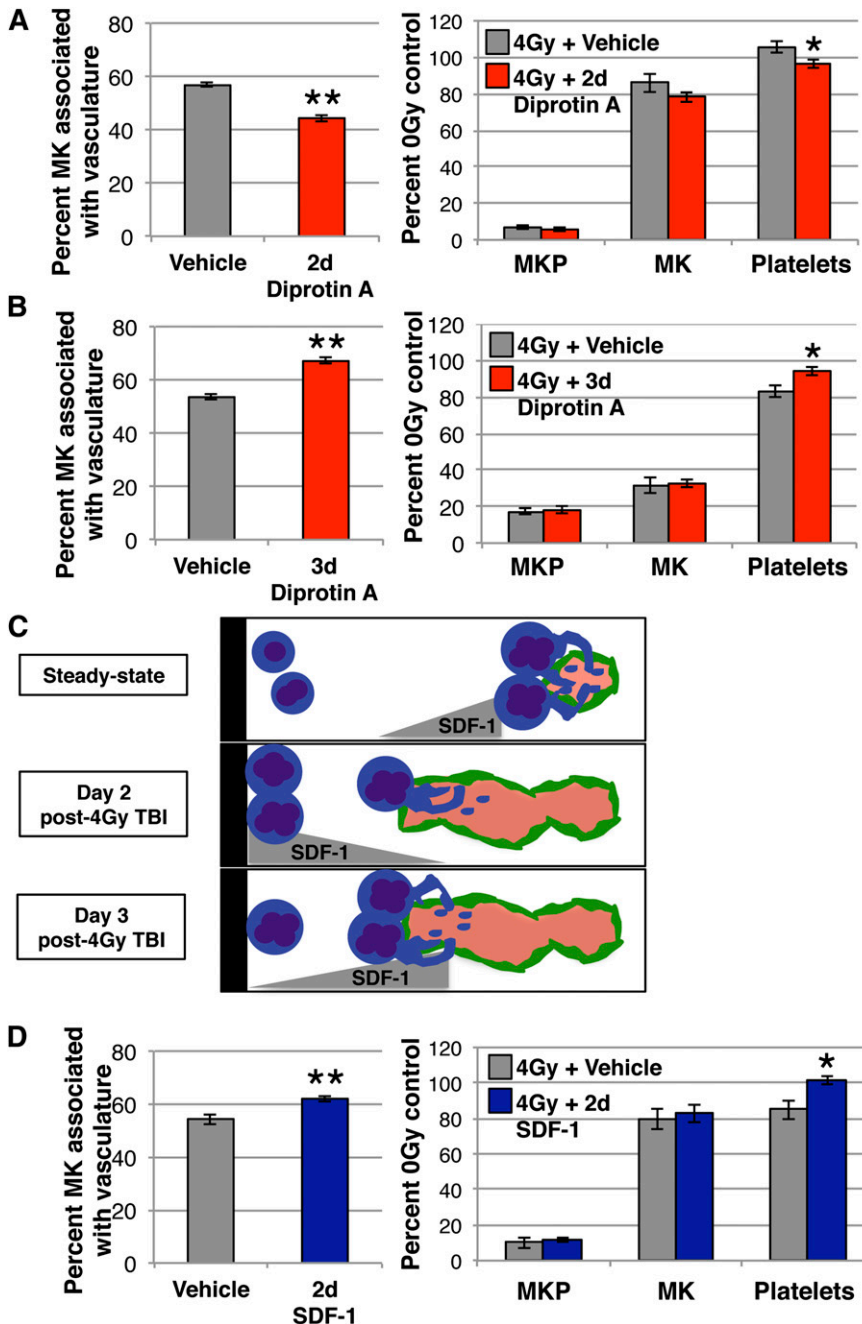 A
Percent MK associated
with vasculature
80
60
40
20
0
**
Vehicle
2d
Diprotin A
Percent 0Gy control
120
100
80
60
40
20
0
4Gy + Vehicle
4Gy + 2d
Diprotin A
*
MKP
MK
Platelets
B
Percent MK associated
with vasculature
80
60
40
20
0
**
Vehicle
3d
Diprotin A
Percent 0Gy control
120
100
80
60
40
20
0
4Gy + Vehicle
4Gy + 3d
Diprotin A
*
MKP
MK
Platelets
C
Steady-state
SDF-1
Day 2
post-4Gy TBI
SDF-1
Day 3
post-4Gy TBI
SDF-1
D
Percent MK associated
with vasculature
80
60
40
20
0
**
Vehicle
2d
SDF-1
Percent 0Gy control
120
100
80
60
40
20
0
4Gy + Vehicle
4Gy + 2d
SDF-1
*
MKP
MK
Platelets